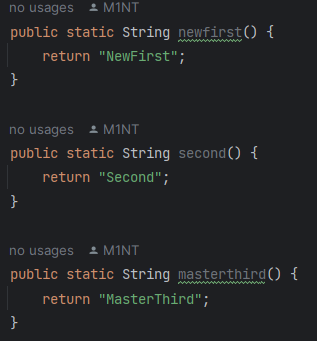 no usages M1NT
public static String newfirst() {
    return "NewFirst";
}
no usages M1NT
public static String second() {
    return "Second";
}
no usages M1NT
public static String masterthird() {
    return "MasterThird";
}